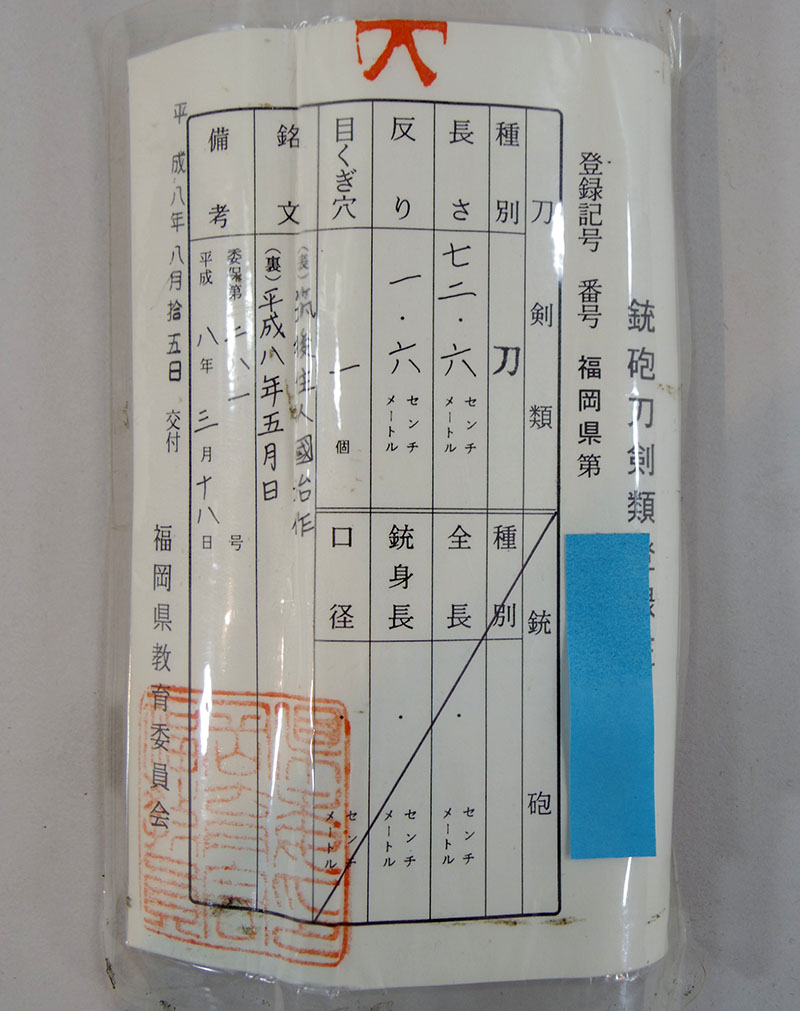 銃砲刀剣類
登録記号 番号 福岡県第
刀剣類
種別 刀
長さ 七二・六 センチメートル
反り 一・六 センチメートル
目くぎ穴 一 個
銘文 (表) 筑後住人國治作
(裏) 平成八年五月日
備考 委保第二八一号
平成八年三月十八日
銃砲
種別
全長 ・ センチメートル
銃身長 ・ センチメートル
口径 ・ センチメートル
平成八年八月拾五日 交付
福岡県教育委員会